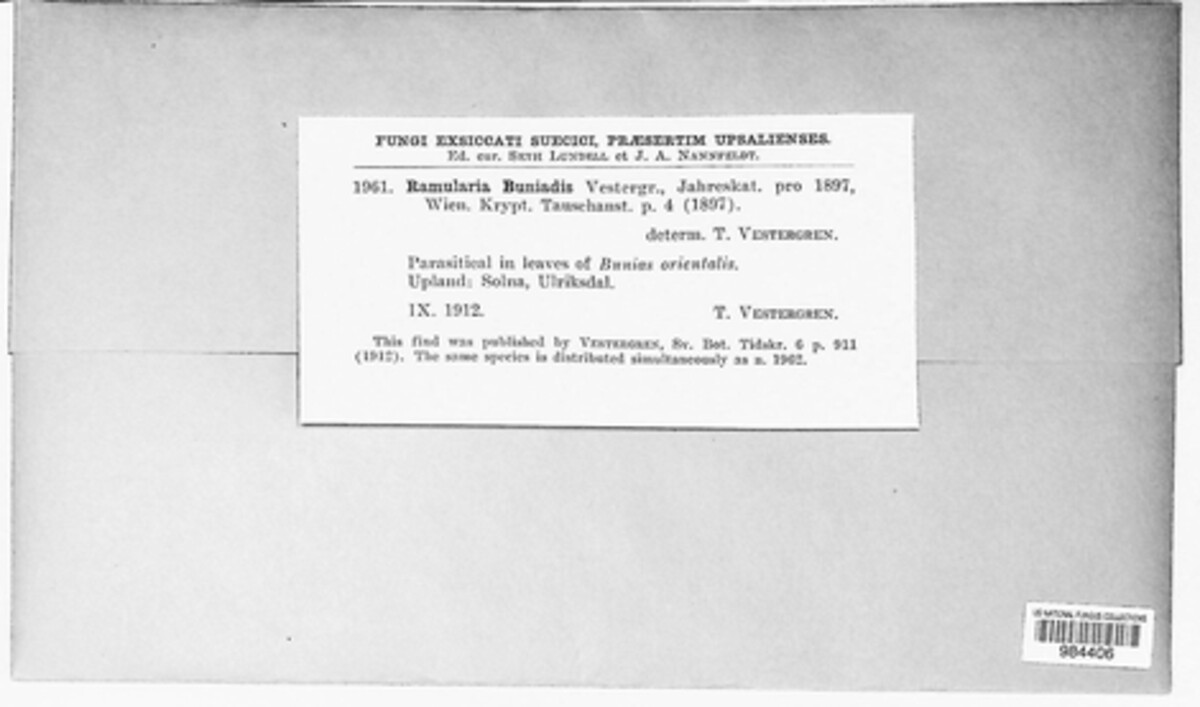 FUNGI EXSICCATI SUECICI, PRÆSERTIM UPSALIENSES.
Ed. cur. SETH LUNDELL et J. A. NANNFELDT.
1961. Ramularia Buniadis Vestergr., Jahreskat. pro 1897,
Wien. Krypt. Tauschanst. p. 4 (1897).
determ. T. VESTERGREN.
Parasitical in leaves of Bunias orientalis.
Upland: Solna, Ulriksdal.
IX. 1912. T. VESTERGREN.
This find was published by VESTERGREN, Sv. Bot. Tidskr. 6 p. 911
(1912). The same species is distributed simultaneously as n. 1962.
US NATIONAL FUNGUS COLLECTIONS
984406